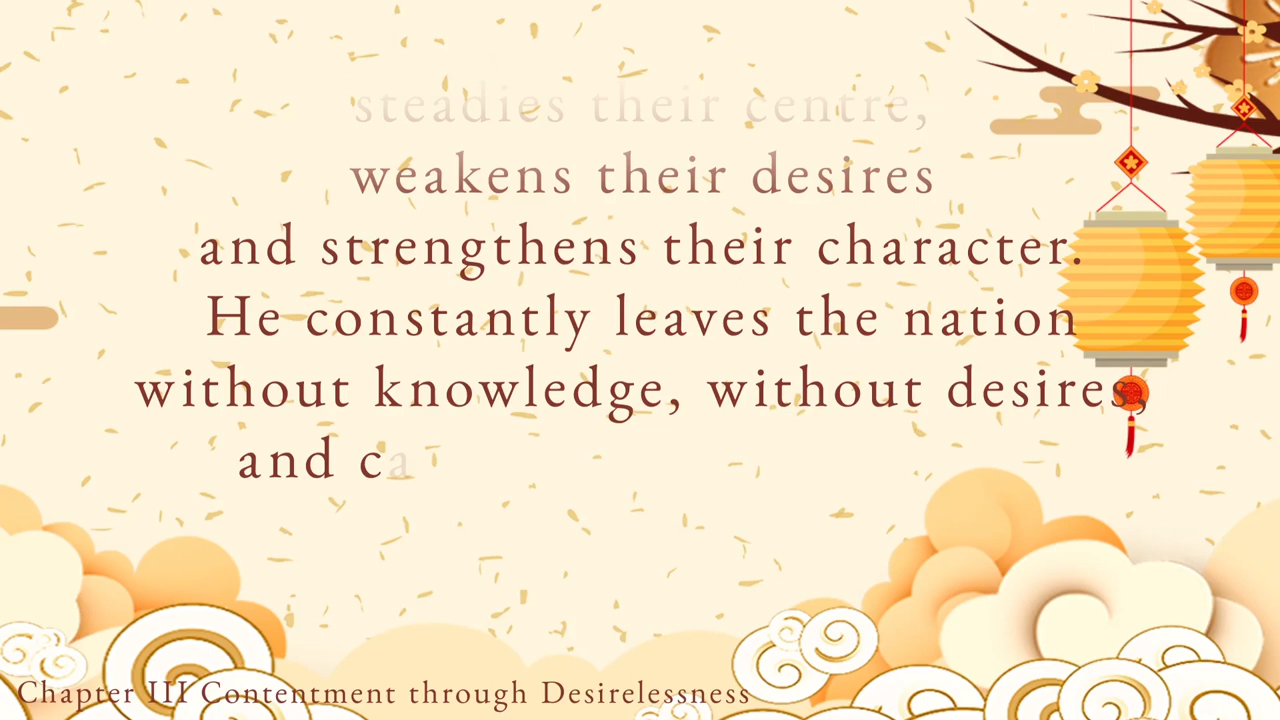 steadies their centre,
weakens their desires
and strengthens their character.
He constantly leaves the nation
without knowledge, without desires,
and ca
Chapter III Contentment through Desirelessness